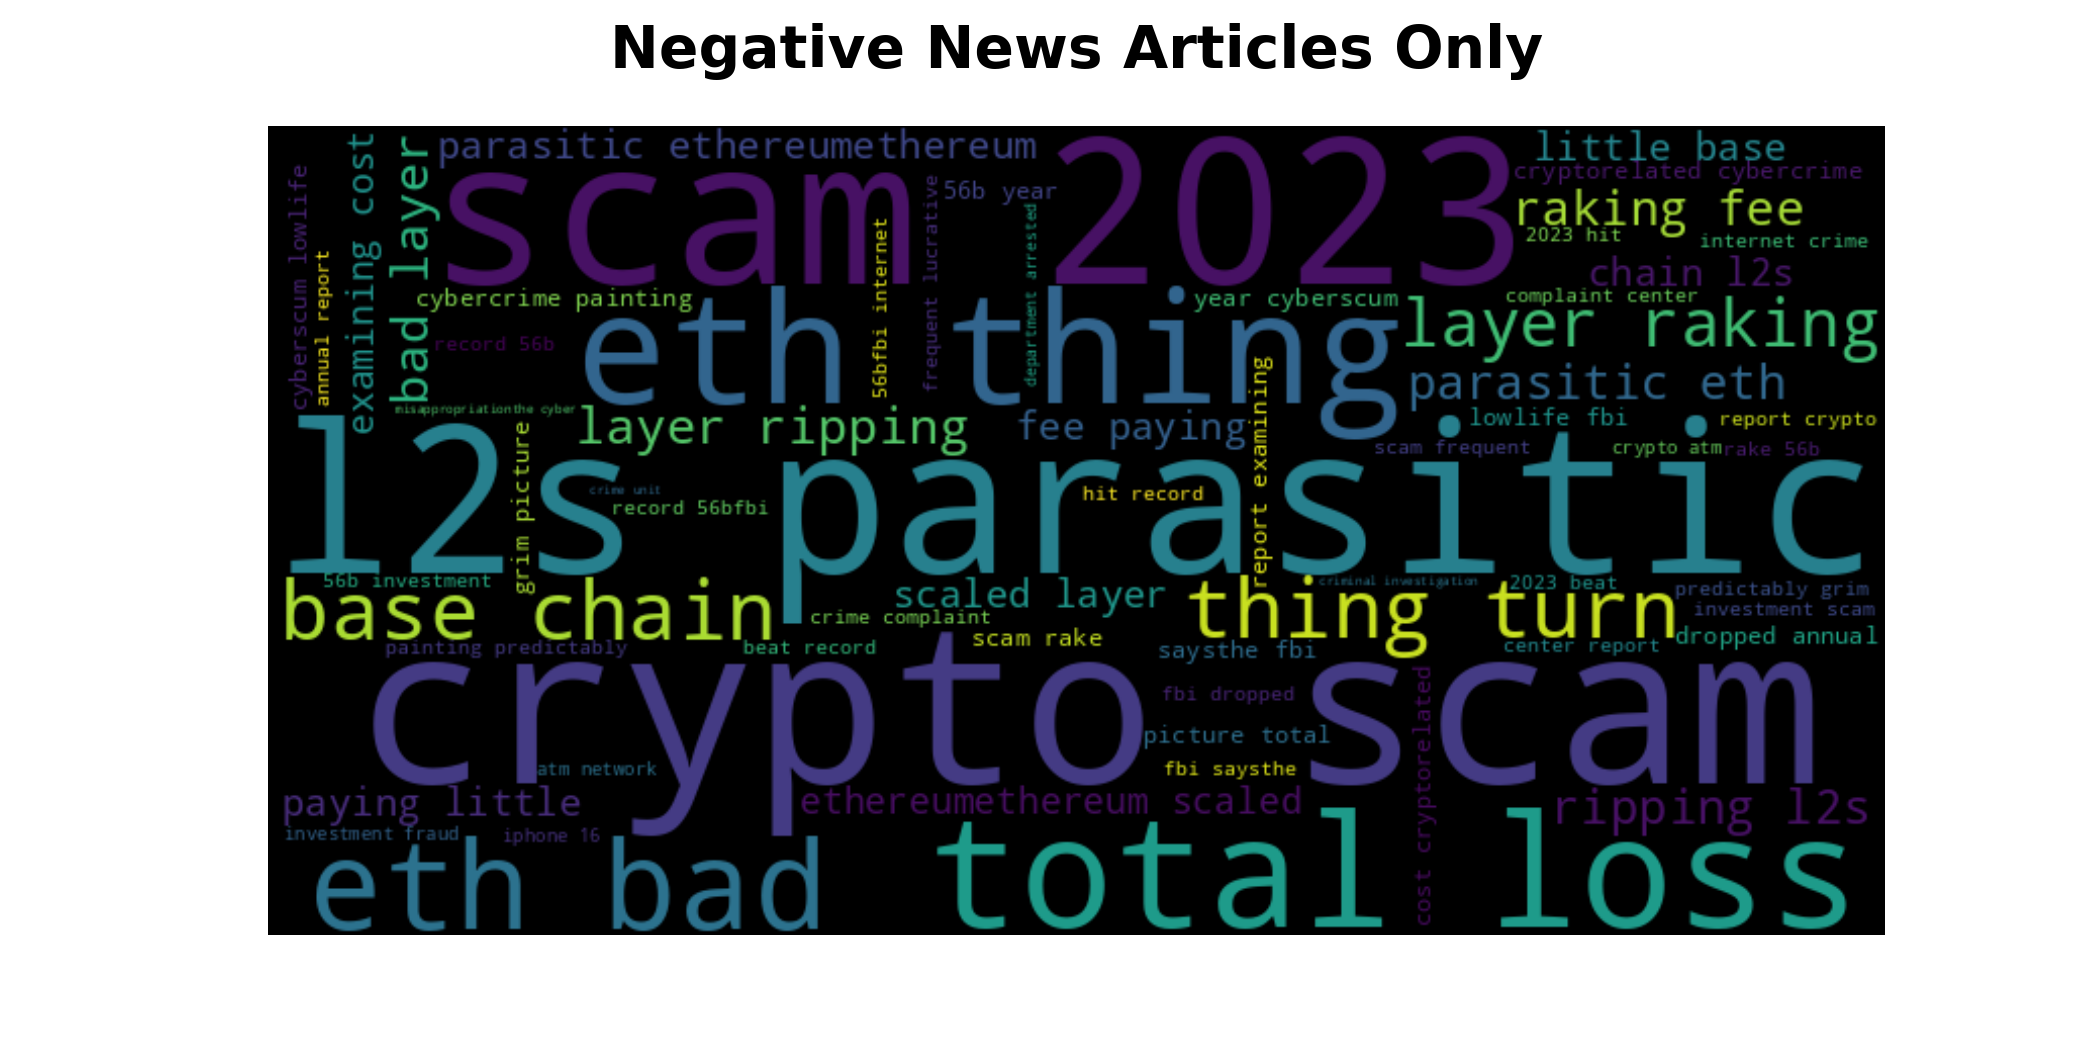 Negative News Articles Only
parasitic ethereumethereum
little base
cryptorelated cybercrime
scam 2023
56b year
raking fee
2023 hit
internet crime
chain l2s
cyberscum lowlife
annual report
examining cost
bad layer
56bfbi internet
frequent lucrative
department arrested
cybercrime painting
year cyberscum
complaint center
eth thing
layer raking
record 56b
parasitic eth
misappropriationthe cyber
layer ripping
fee paying
lowlife fbi
report crypto
scam frequent
crypto atm
rake 56b
grim picture
report examining
l2s parasitic
crime unit
hit record
record 56bfbi
56b investment
criminal investigation
2023 beat
predictably grim
base chain
scaled layer
thing turn
investment scam
crime complaint
scam rake
dropped annual
painting predictably
beat record
saysthe fbi
center report
crypto scam
fbi dropped
picture total
atm network
fbi saysthe
cost cryptorelated
paying little
ethereumethereum scaled
ripping l2s
investment fraud
iphone 16
eth bad
total loss